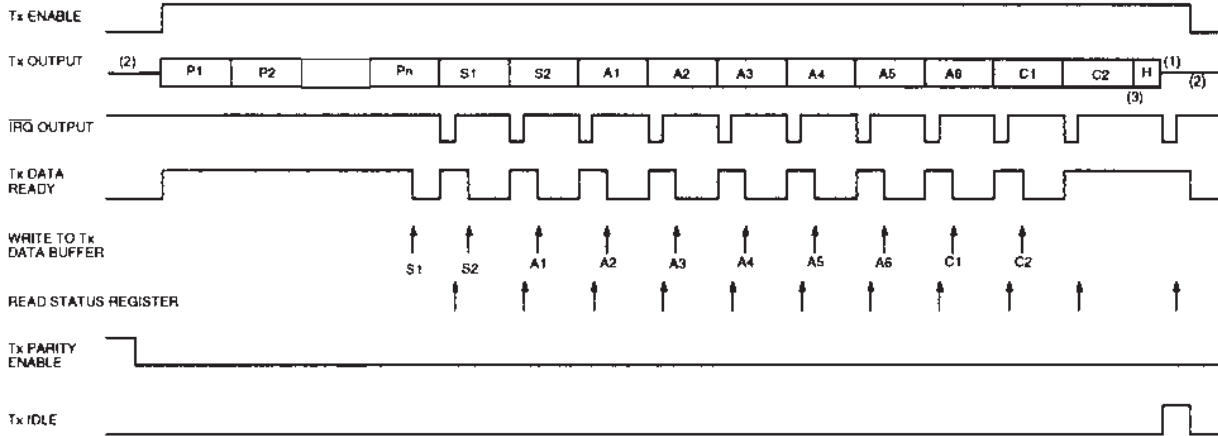 Tx ENABLE
Tx OUTPUT
(2) P1 P2 Pn S1 S2 A1 A2 A3 A4 A5 A6 C1 C2 H (1)
(2)
(3)
IRQ OUTPUT
Tx DATA
READY
WRITE TO Tx
DATA BUFFER
S1 S2 A1 A2 A3 A4 A5 A6 C1 C2
READ STATUS REGISTER
Tx PARITY
ENABLE
Tx IDLE